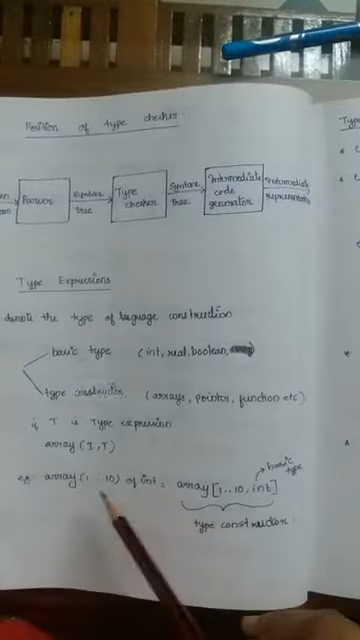 Position of type checker
Parser
Syntax tree
Type checker
Syntax tree
Intermediate code generator
Intermediate
Type Expressions
denote the type of language construction
basic type (int, real, boolean,
type constructor (arrays, pointer, function etc)
if T is Type expression
array (I, T)
eg: array (1..10) of int = array [1..10, int]
basic type
type constructor